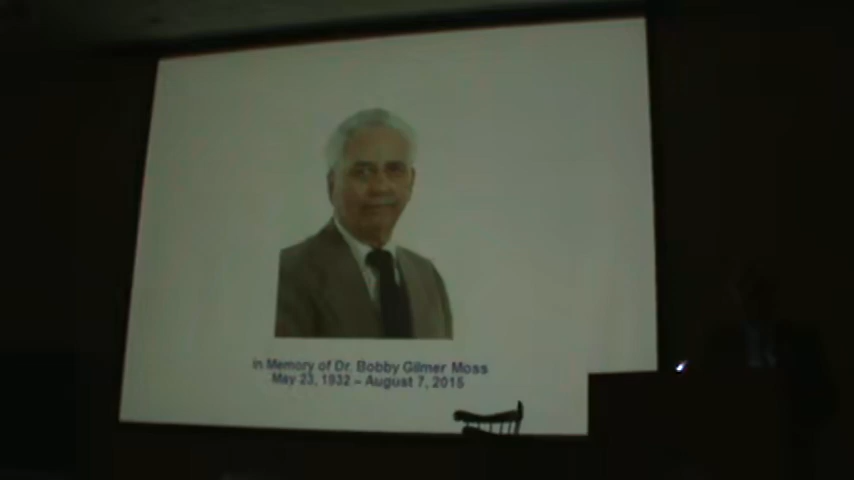 in Memory of Dr. Bobby Gilmer Moss
May 23, 1932 – August 7, 2015